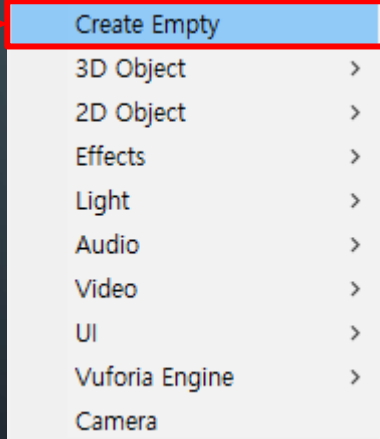 Create Empty
3D Object
2D Object
Effects
Light
Audio
Video
UI
Vuforia Engine
Camera